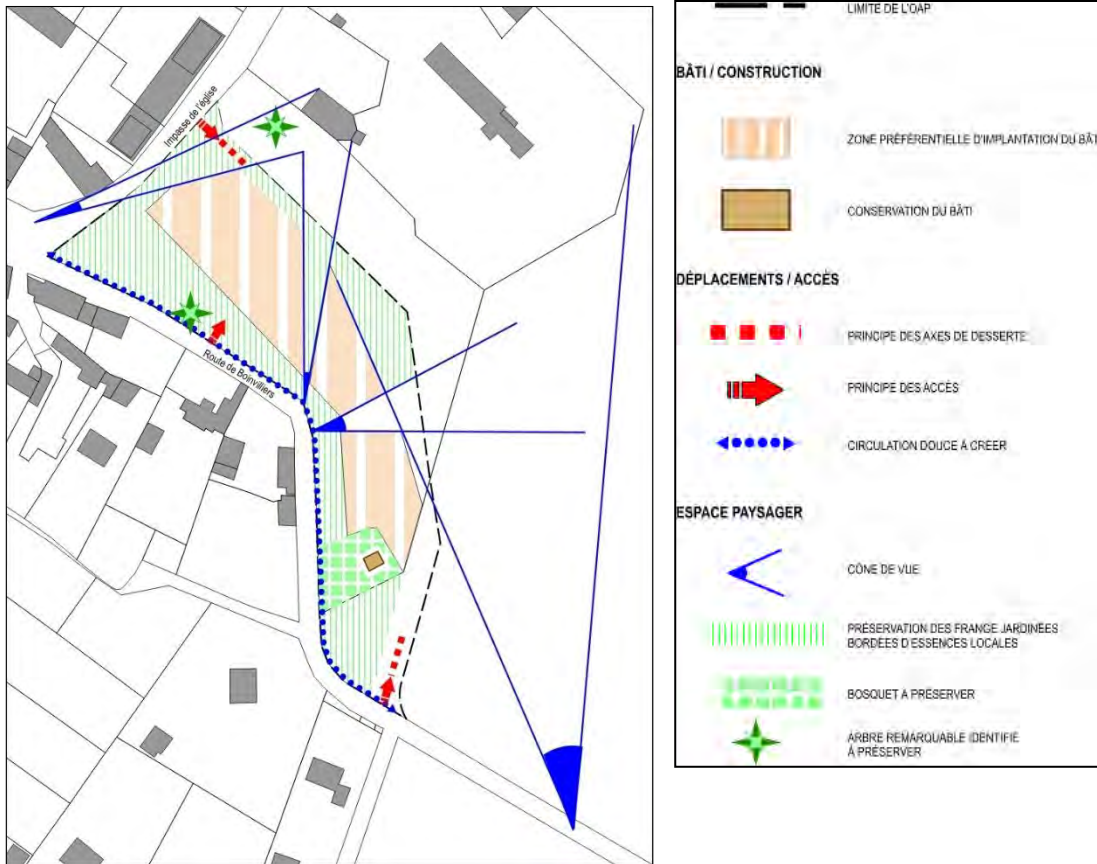 Impasse de l'église
Route de Boinvilliers
LIMITE DE L'OAP
BÂTI / CONSTRUCTION
ZONE PRÉFÉRENTIELLE D'IMPLANTATION DU BÂT
CONSERVATION DU BÂTI
DÉPLACEMENTS / ACCÈS
PRINCIPE DES AXES DE DESSERTE
PRINCIPE DES ACCÈS
CIRCULATION DOUCE À CRÉER
ESPACE PAYSAGER
CÔNE DE VUE
PRÉSERVATION DES FRANGE JARDINÉES
BORDÉES D'ESSENCES LOCALES
BOSQUET À PRÉSERVER
ARBRE REMARQUABLE IDENTIFIÉ
À PRÉSERVER